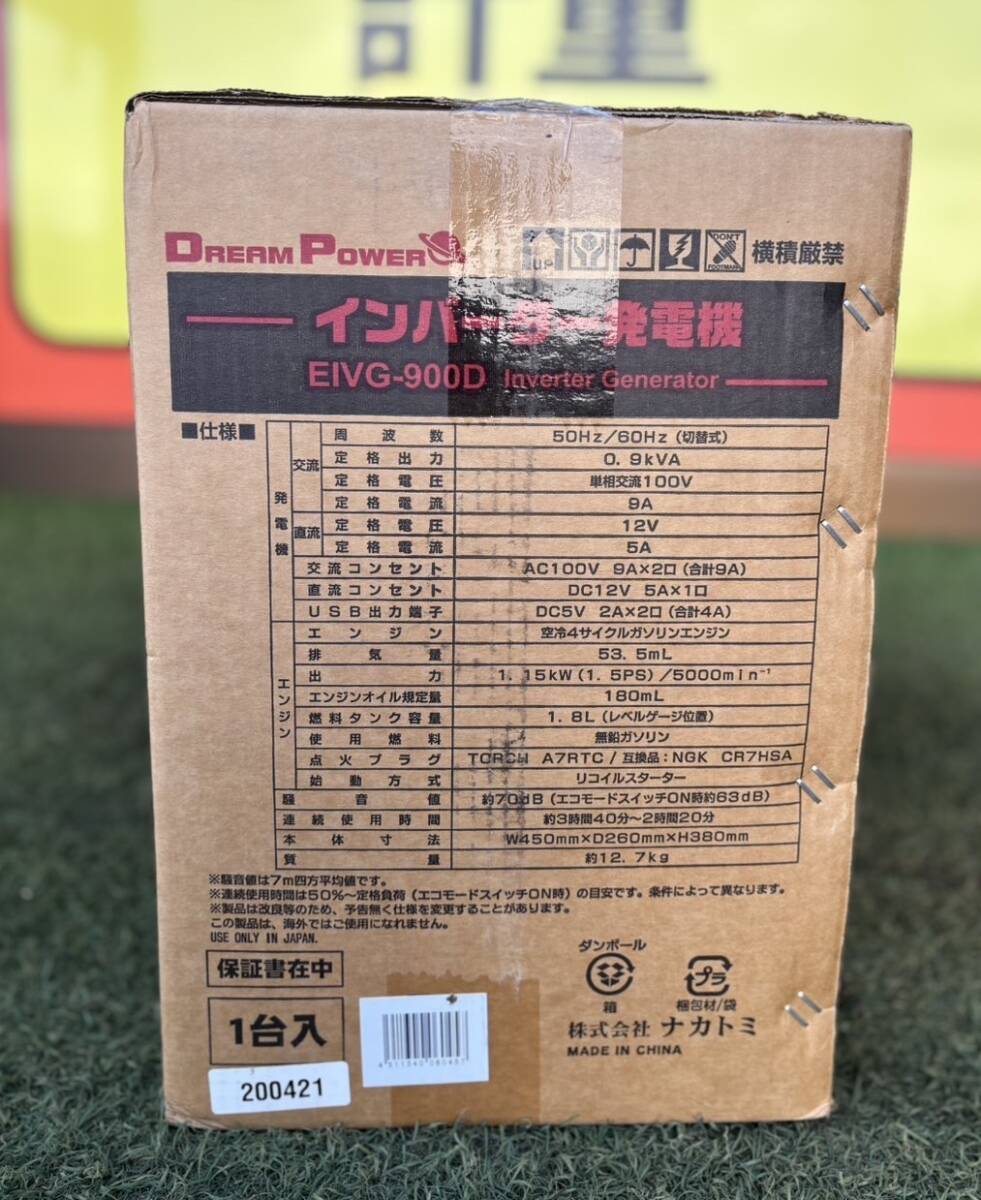 計量
DREAM POWER
UP DON'T FOOTMARK 横積厳禁
インバーター発電機
EIVG-900D Inverter Generator
■仕様■
発電機 交流 周波数 50Hz/60Hz (切替式)
定格出力 0.9kVA
定格電圧 単相交流100V
定格電流 9A
直流 定格電圧 12V
定格電流 5A
交流コンセント AC100V 9A×2口 (合計9A)
直流コンセント DC12V 5A×1口
USB出力端子 DC5V 2A×2口 (合計4A)
エンジン エンジン 空冷4サイクルガソリンエンジン
排気量 53.5mL
出力 1.15kW (1.5PS) /5000min⁻¹
エンジンオイル規定量 180mL
燃料タンク容量 1.8L (レベルゲージ位置)
使用燃料 無鉛ガソリン
点火プラグ TORCH A7RTC / 互換品:NGK CR7HSA
始動方式 リコイルスターター
騒音値 約70dB (エコモードスイッチON時約63dB)
連続使用時間 約3時間40分~2時間20分
本体寸法 W450mm×D260mm×H380mm
質量 約12.7kg
※騒音値は7m四方平均値です。
※連続使用時間は50%~定格負荷 (エコモードスイッチON時) の目安です。条件によって異なります。
※製品は改良等のため、予告無く仕様を変更することがあります。
この製品は、海外ではご使用になれません。
USE ONLY IN JAPAN.
保証書在中
1台入
200421
ダンボール
箱
プラ
梱包材/袋
株式会社 ナカトミ
MADE IN CHINA